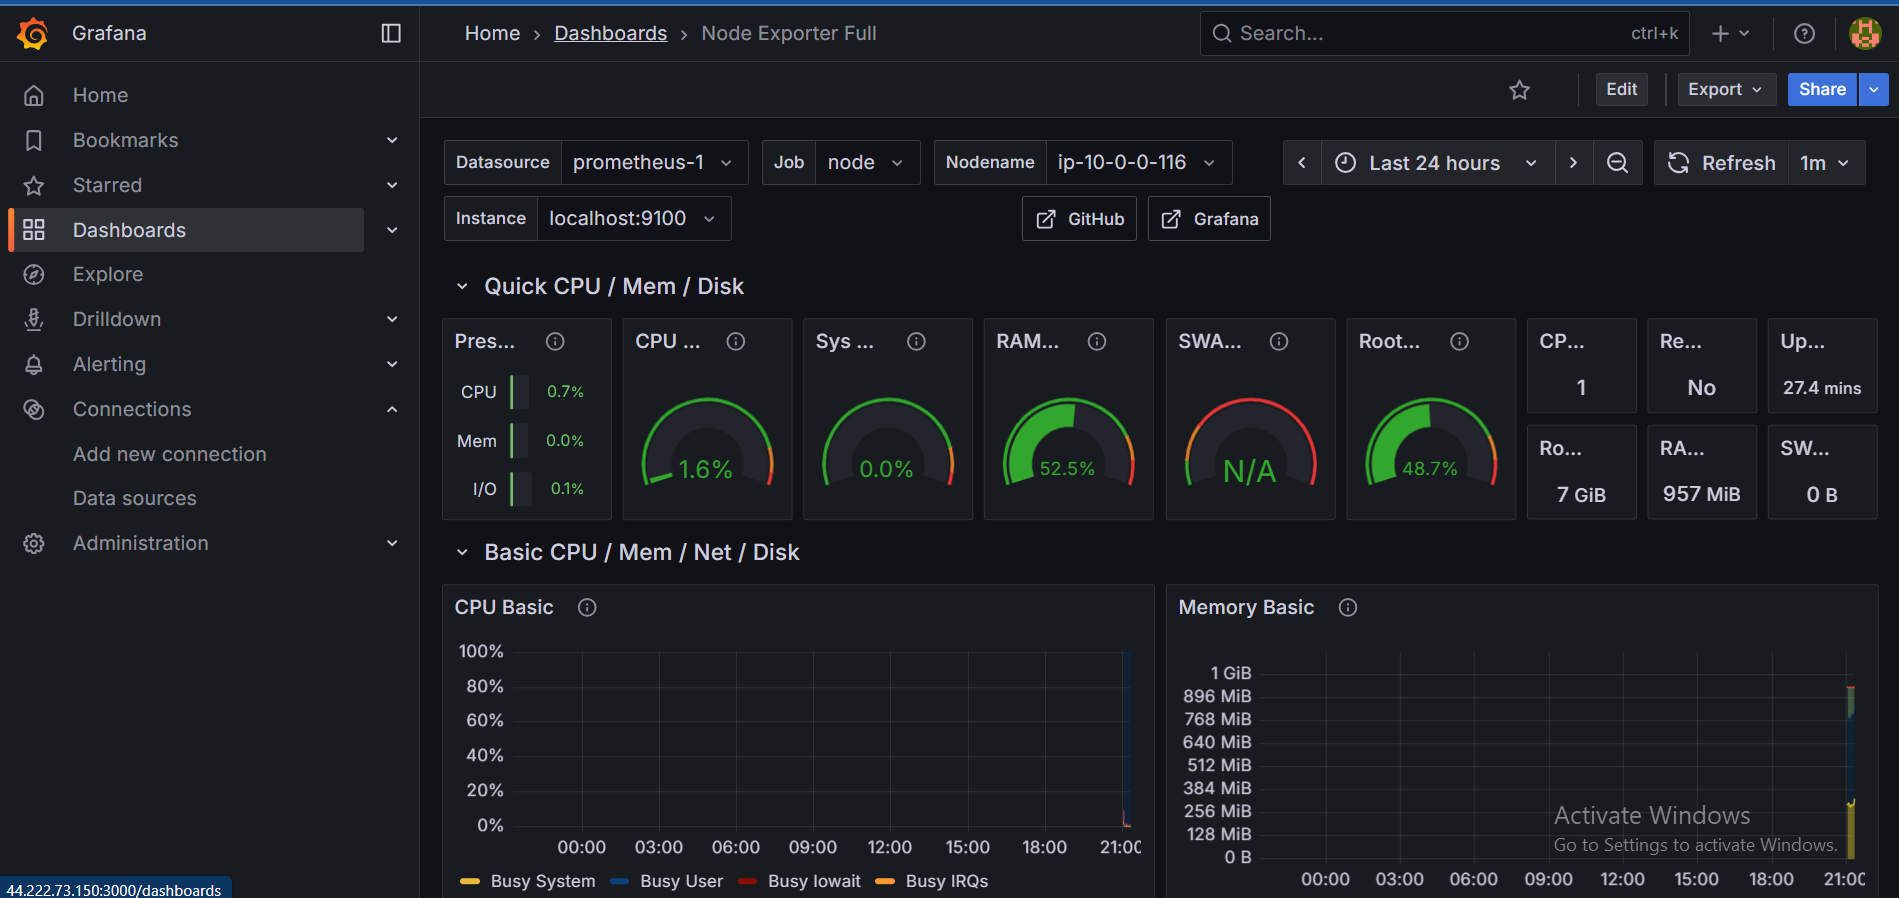 Grafana
Home › Dashboards › Node Exporter Full
Search...
ctrl+k
Home
Bookmarks
Starred
Dashboards
Explore
Drilldown
Alerting
Connections
Add new connection
Data sources
Administration
Edit
Export
Share
Datasource prometheus-1
Job node
Nodename ip-10-0-0-116
Last 24 hours
Refresh 1m
Instance localhost:9100
GitHub
Grafana
Quick CPU / Mem / Disk
Pres...
CPU 0.7%
Mem 0.0%
I/O 0.1%
CPU ...
1.6%
Sys ...
0.0%
RAM...
52.5%
SWA...
N/A
Root...
48.7%
CP...
1
Re...
No
Up...
27.4 mins
Ro...
7 GiB
RA...
957 MiB
SW...
0 B
Basic CPU / Mem / Net / Disk
CPU Basic
100%
80%
60%
40%
20%
0%
00:00 03:00 06:00 09:00 12:00 15:00 18:00 21:00
Busy System Busy User Busy Iowait Busy IRQs
Memory Basic
1 GiB
896 MiB
768 MiB
640 MiB
512 MiB
384 MiB
256 MiB
128 MiB
0 B
00:00 03:00 06:00 09:00 12:00 15:00 18:00 21:00
Activate Windows
Go to Settings to activate Windows.
44.222.73.150:3000/dashboards